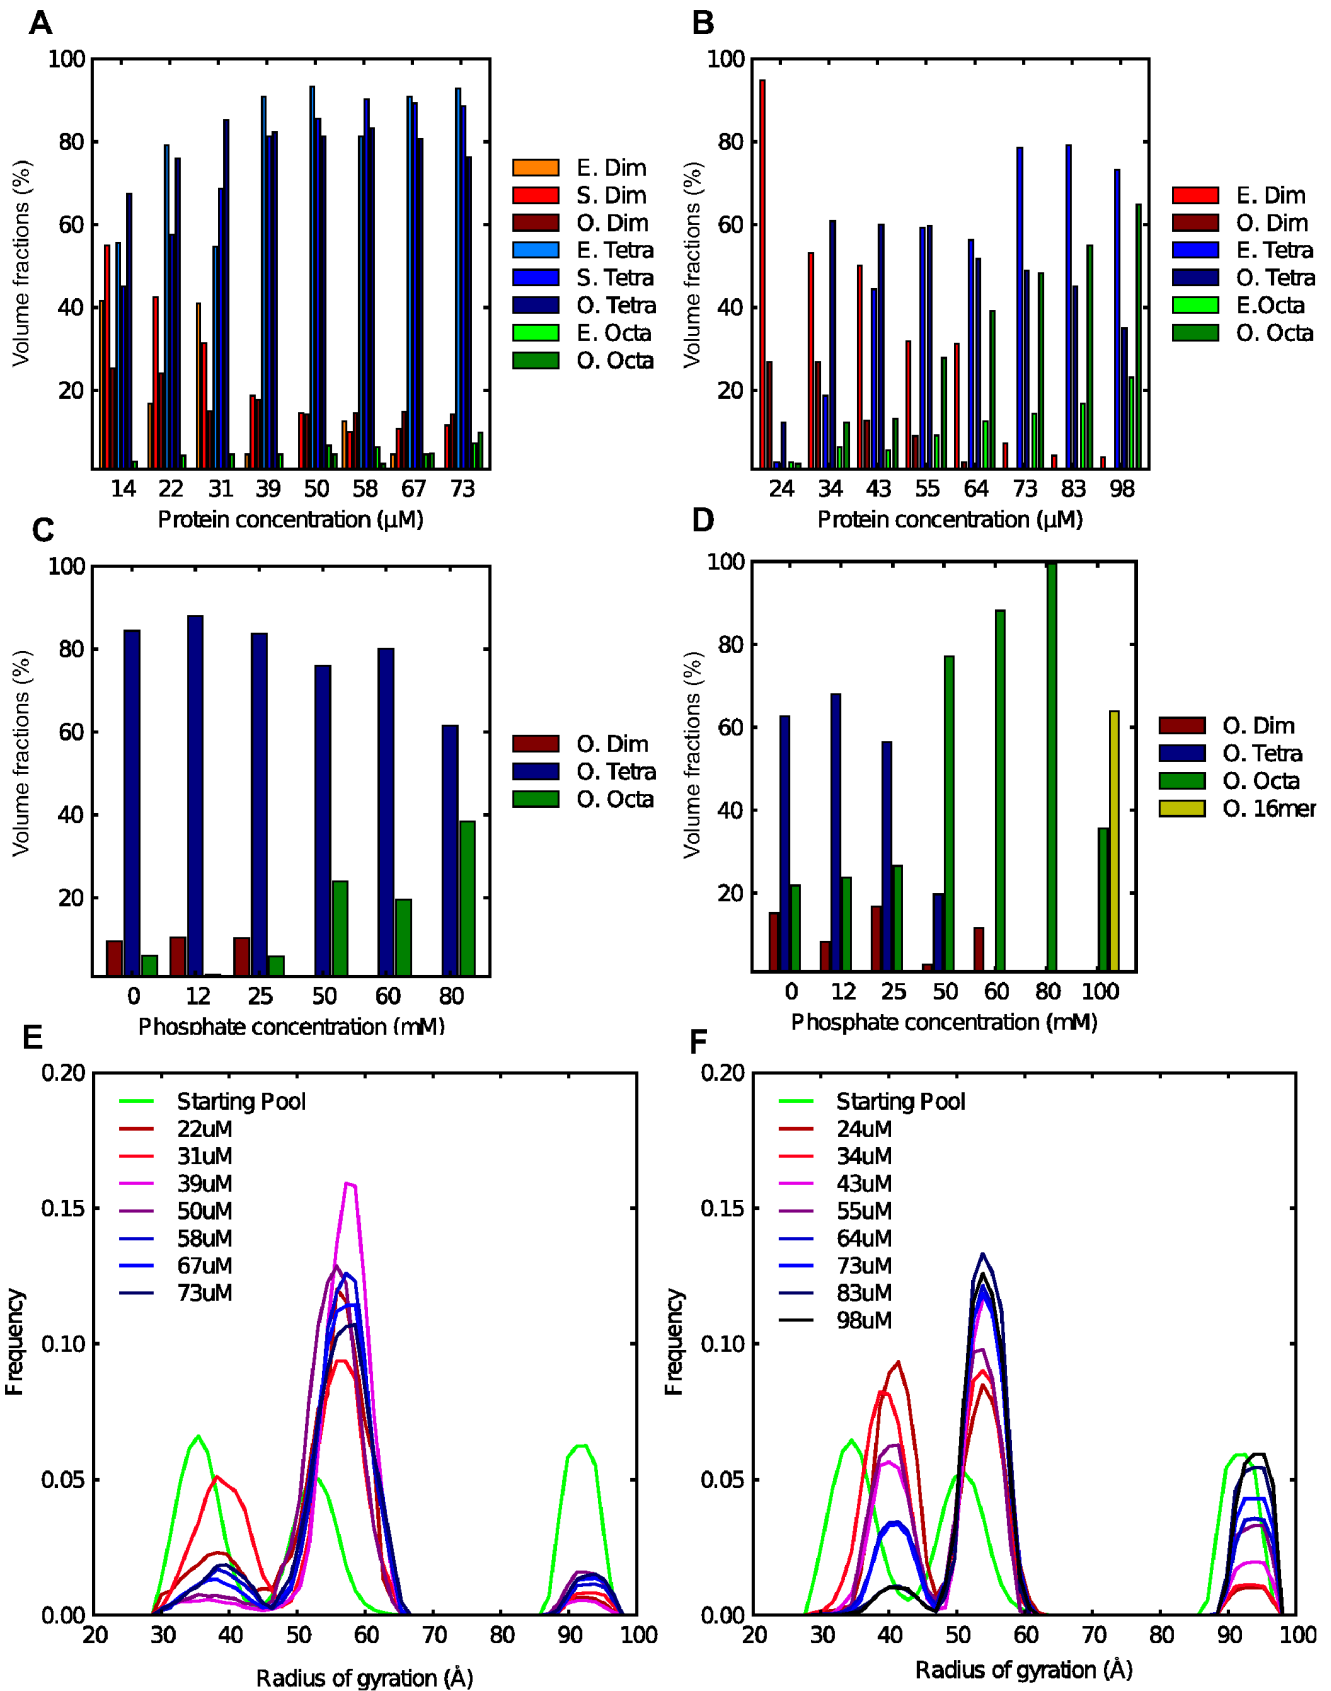 A
100
80
60
40
20
Volume fractions (%)
14 22 31 39 50 58 67 73
Protein concentration (µM)
E. Dim
S. Dim
O. Dim
E. Tetra
S. Tetra
O. Tetra
E. Octa
O. Octa
B
100
80
60
40
20
Volume fractions (%)
24 34 43 55 64 73 83 98
Protein concentration (µM)
E. Dim
O. Dim
E. Tetra
O. Tetra
E.Octa
O. Octa
C
100
80
60
40
20
Volume fractions (%)
0 12 25 50 60 80
Phosphate concentration (mM)
O. Dim
O. Tetra
O. Octa
D
100
80
60
40
20
Volume fractions (%)
0 12 25 50 60 80 100
Phosphate concentration (mM)
O. Dim
O. Tetra
O. Octa
O. 16mer
E
0.20
0.15
0.10
0.05
0.00
Frequency
20 30 40 50 60 70 80 90 100
Radius of gyration (Å)
Starting Pool
22uM
31uM
39uM
50uM
58uM
67uM
73uM
F
0.20
0.15
0.10
0.05
0.00
Frequency
20 30 40 50 60 70 80 90 100
Radius of gyration (Å)
Starting Pool
24uM
34uM
43uM
55uM
64uM
73uM
83uM
98uM